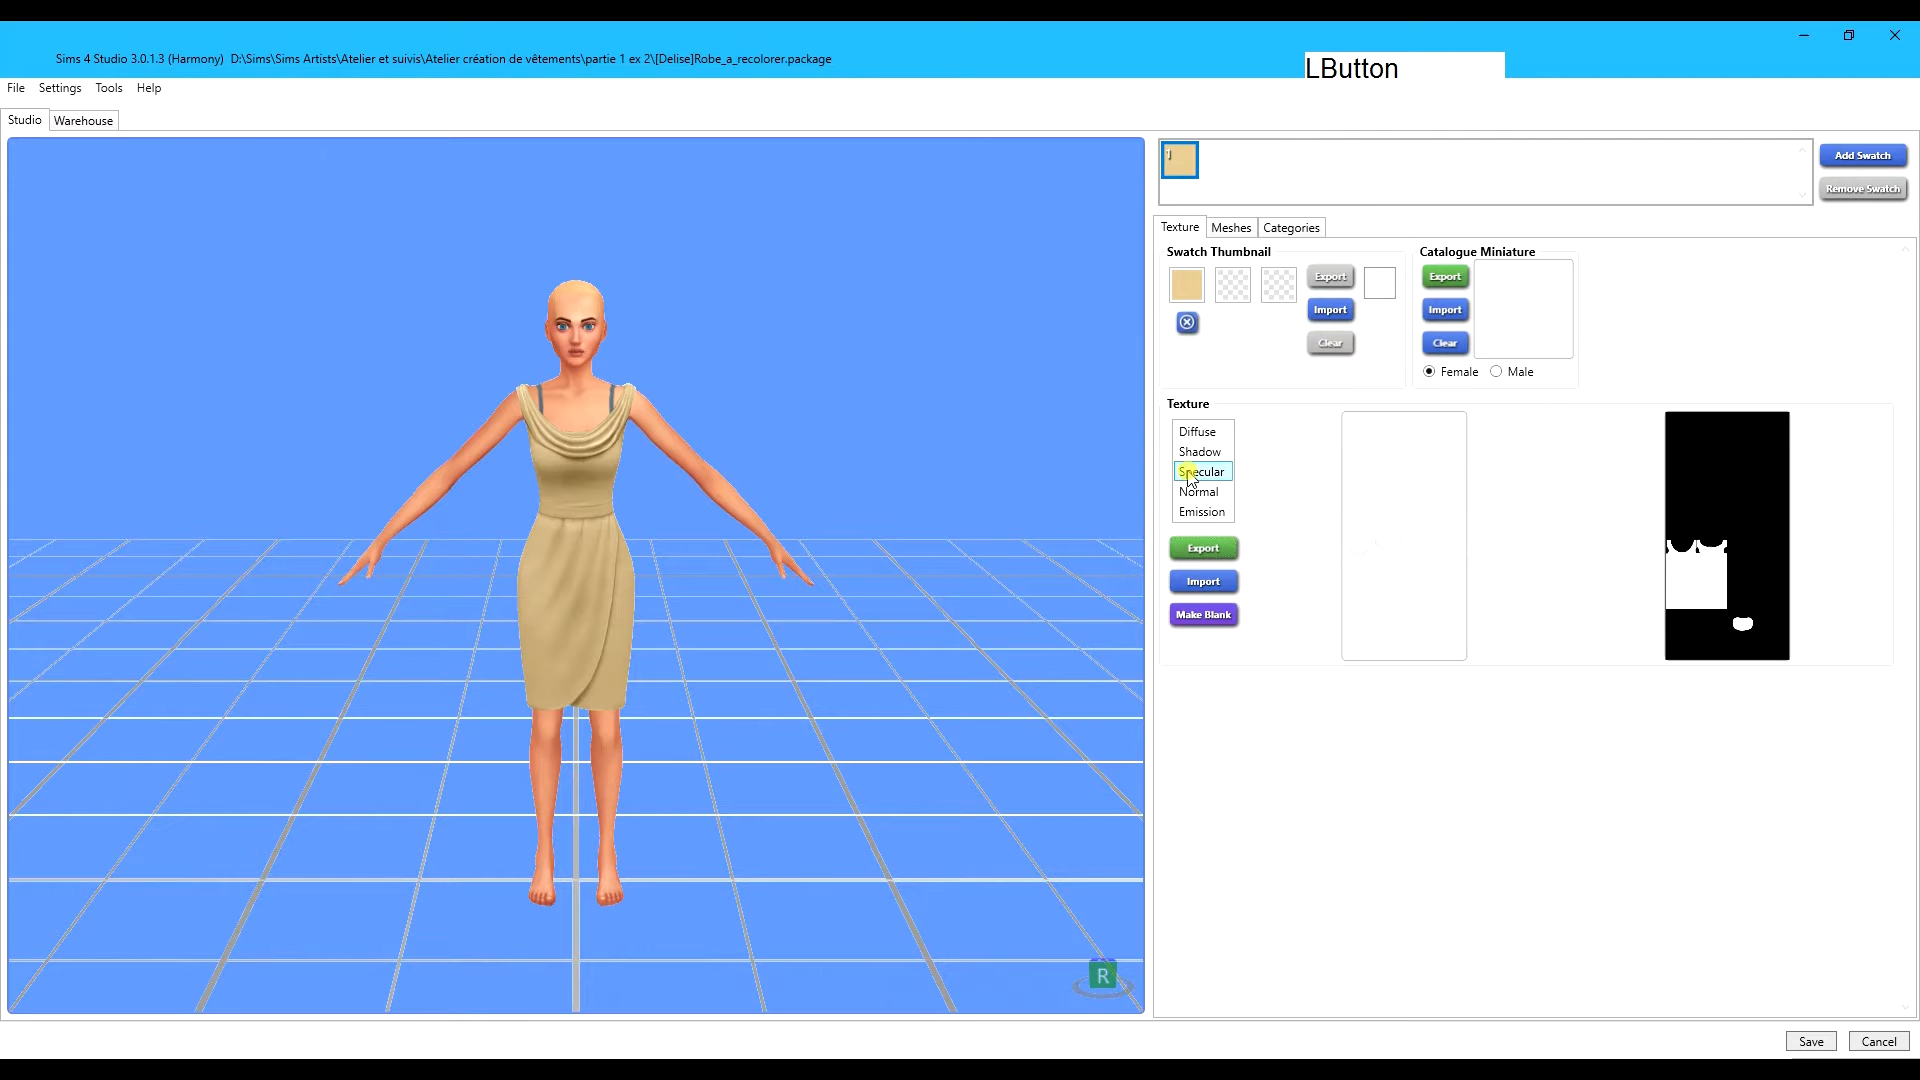 Sims 4 Studio 3.0.1.3 (Harmony) D:\Sims\Sims Artists\Atelier et suivis\Atelier création de vêtements\partie 1 ex 2\[Delise]Robe_a_recolorer.package
LButton
File Settings Tools Help
Studio Warehouse
1
Add Swatch
Remove Swatch
Texture Meshes Categories
Swatch Thumbnail
Catalogue Miniature
Export
Import
Clear
Export
Import
Clear
Female Male
Texture
Diffuse
Shadow
Specular
Normal
Emission
Export
Import
Make Blank
R
Save Cancel